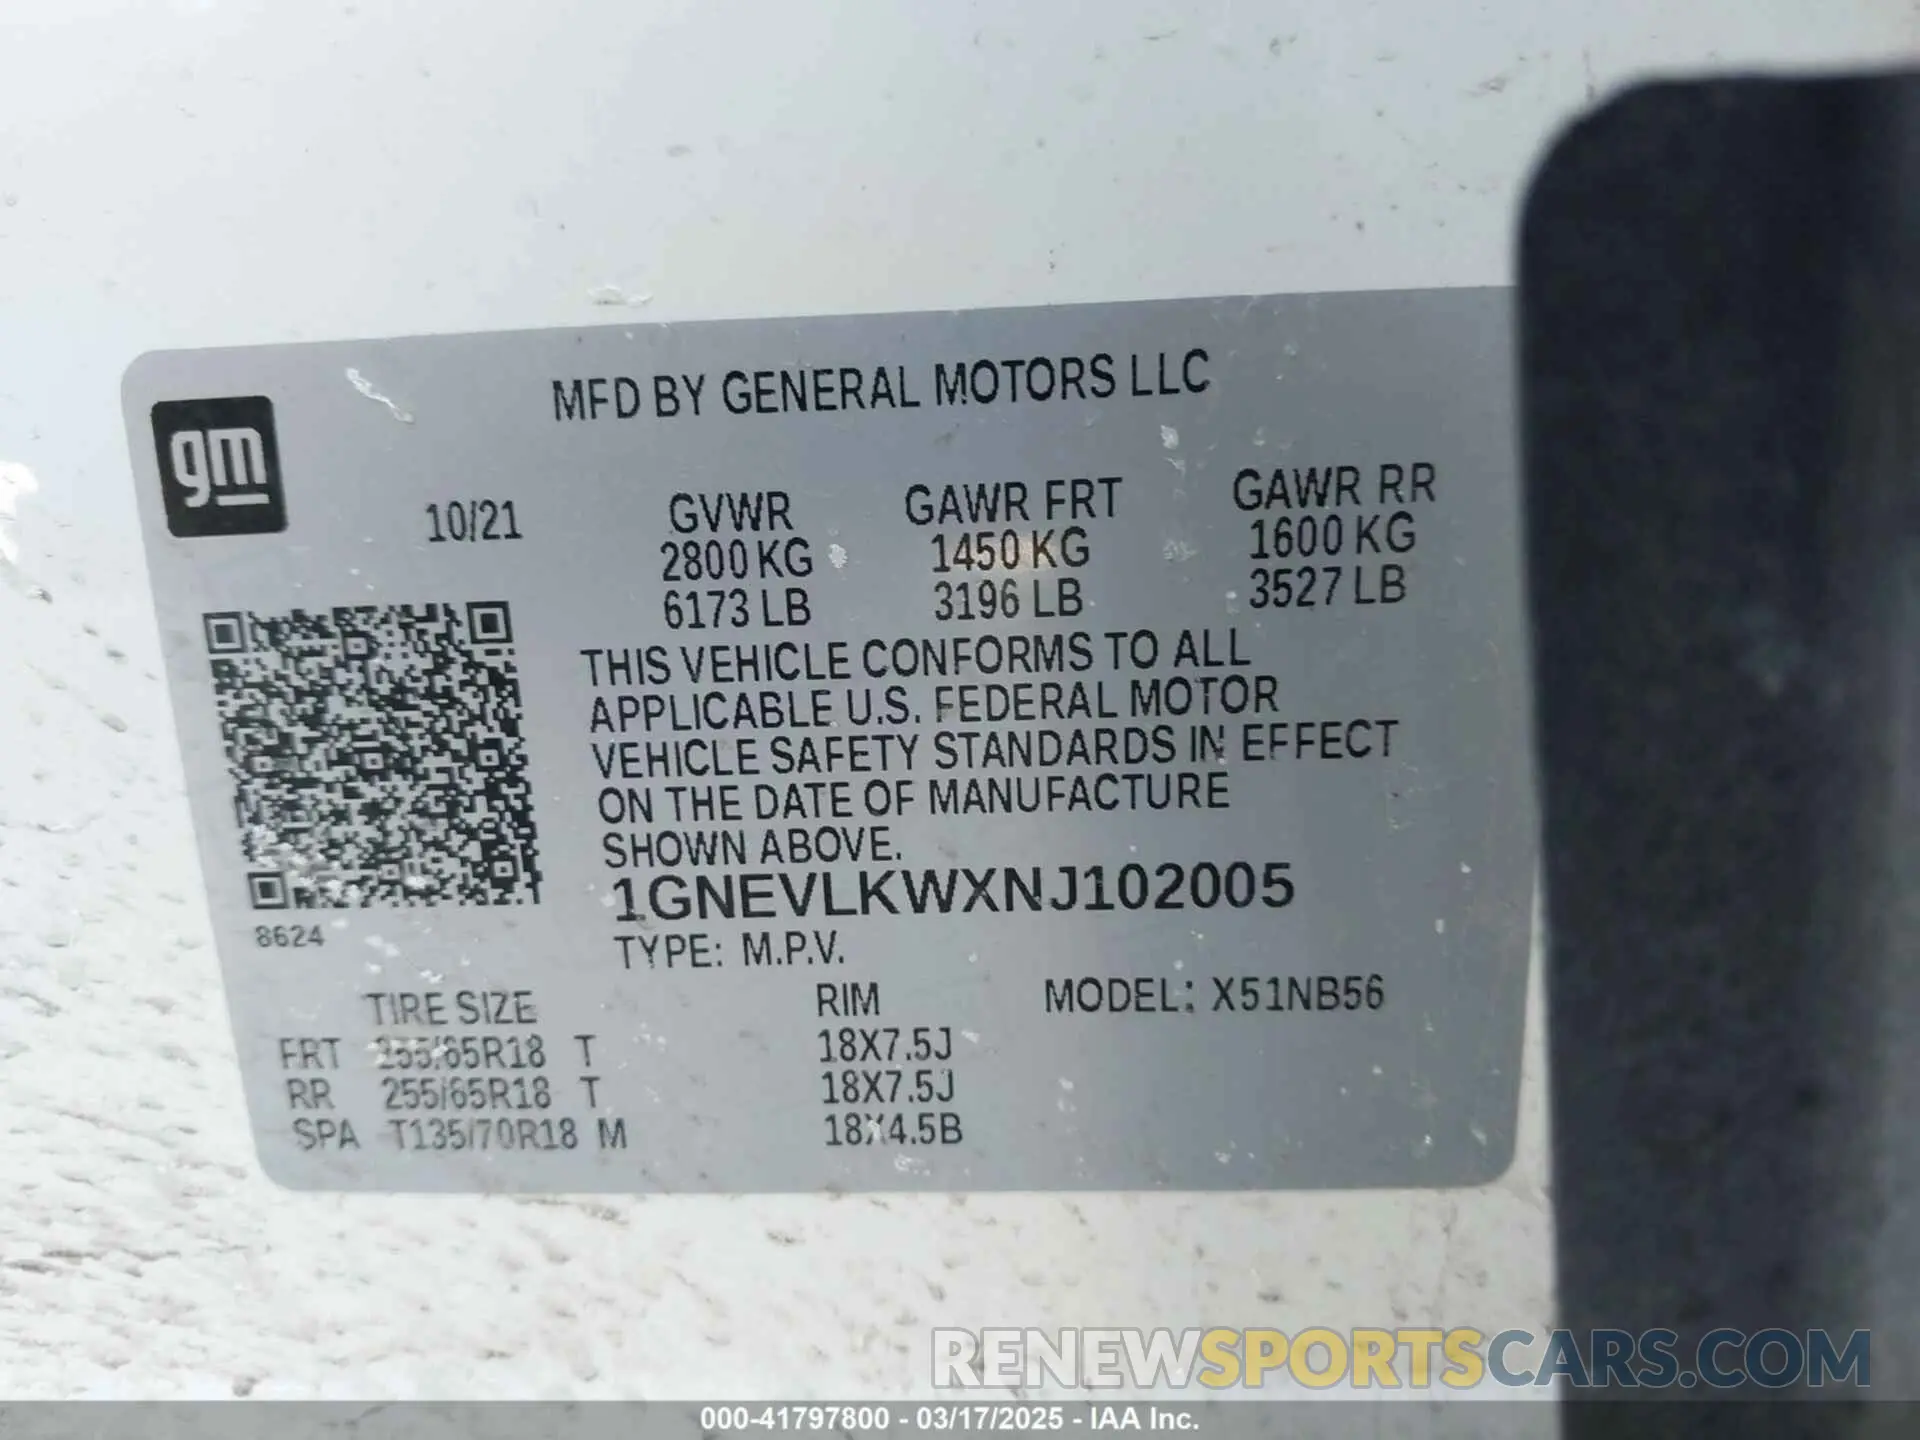 MFD BY GENERAL MOTORS LLC
gm
10/21
GVWR GAWR FRT GAWR RR
2800 KG 1450 KG 1600 KG
6173 LB 3196 LB 3527 LB
THIS VEHICLE CONFORMS TO ALL
APPLICABLE U.S. FEDERAL MOTOR
VEHICLE SAFETY STANDARDS IN EFFECT
ON THE DATE OF MANUFACTURE
SHOWN ABOVE.
1GNEVLKWXNJ102005
8624
TYPE: M.P.V.
TIRE SIZE RIM MODEL: X51NB56
FRT 255/65R18 T 18X7.5J
RR 255/65R18 T 18X7.5J
SPA T135/70R18 M 18X4.5B
RENEWSPORTSCARS.COM
000-41797800 - 03/17/2025 - IAA Inc.